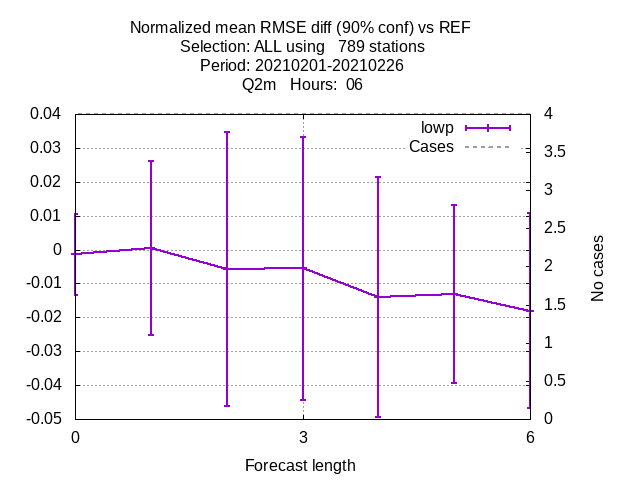 Normalized mean RMSE diff (90% conf) vs REF
Selection: ALL using   789 stations
Period: 20210201-20210226
Q2m   Hours:  06
0.04
0.03
0.02
0.01
0
-0.01
-0.02
-0.03
-0.04
-0.05
lowp
Cases
4
3.5
3
2.5
2
1.5
1
0.5
0
No cases
0
3
6
Forecast length